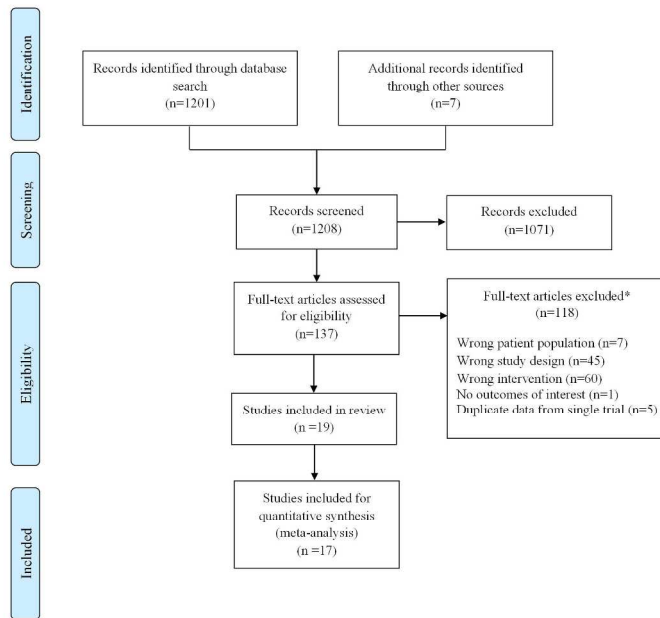 Identification
Records identified through database
search
(n=1201)
Additional records identified
through other sources
(n=7)
Screening
Records screened
(n=1208)
Records excluded
(n=1071)
Eligibility
Full-text articles assessed
for eligibility
(n=137)
Full-text articles excluded*
(n=118)
Wrong patient population (n=7)
Wrong study design (n=45)
Wrong intervention (n=60)
No outcomes of interest (n=1)
Duplicate data from single trial (n=5)
Studies included in review
(n =19)
Included
Studies included for
quantitative synthesis
(meta-analysis)
(n =17)